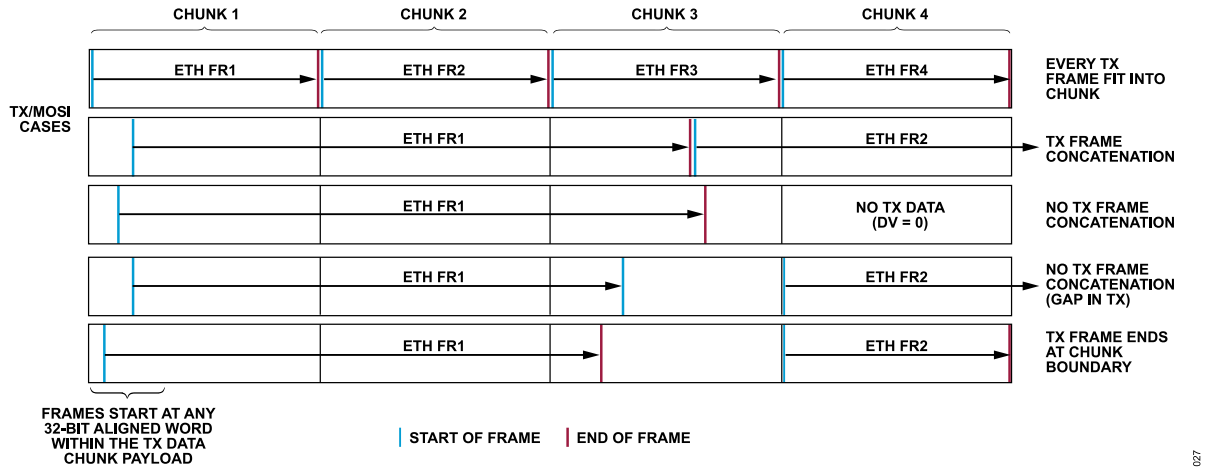 CHUNK 1 CHUNK 2 CHUNK 3 CHUNK 4
TX/MOSI
CASES
ETH FR1 ETH FR2 ETH FR3 ETH FR4
EVERY TX
FRAME FIT INTO
CHUNK
ETH FR1 ETH FR2
TX FRAME
CONCATENATION
ETH FR1
NO TX DATA
(DV = 0)
NO TX FRAME
CONCATENATION
ETH FR1 ETH FR2
NO TX FRAME
CONCATENATION
(GAP IN TX)
ETH FR1 ETH FR2
TX FRAME ENDS
AT CHUNK
BOUNDARY
FRAMES START AT ANY
32-BIT ALIGNED WORD
WITHIN THE TX DATA
CHUNK PAYLOAD
START OF FRAME END OF FRAME
027